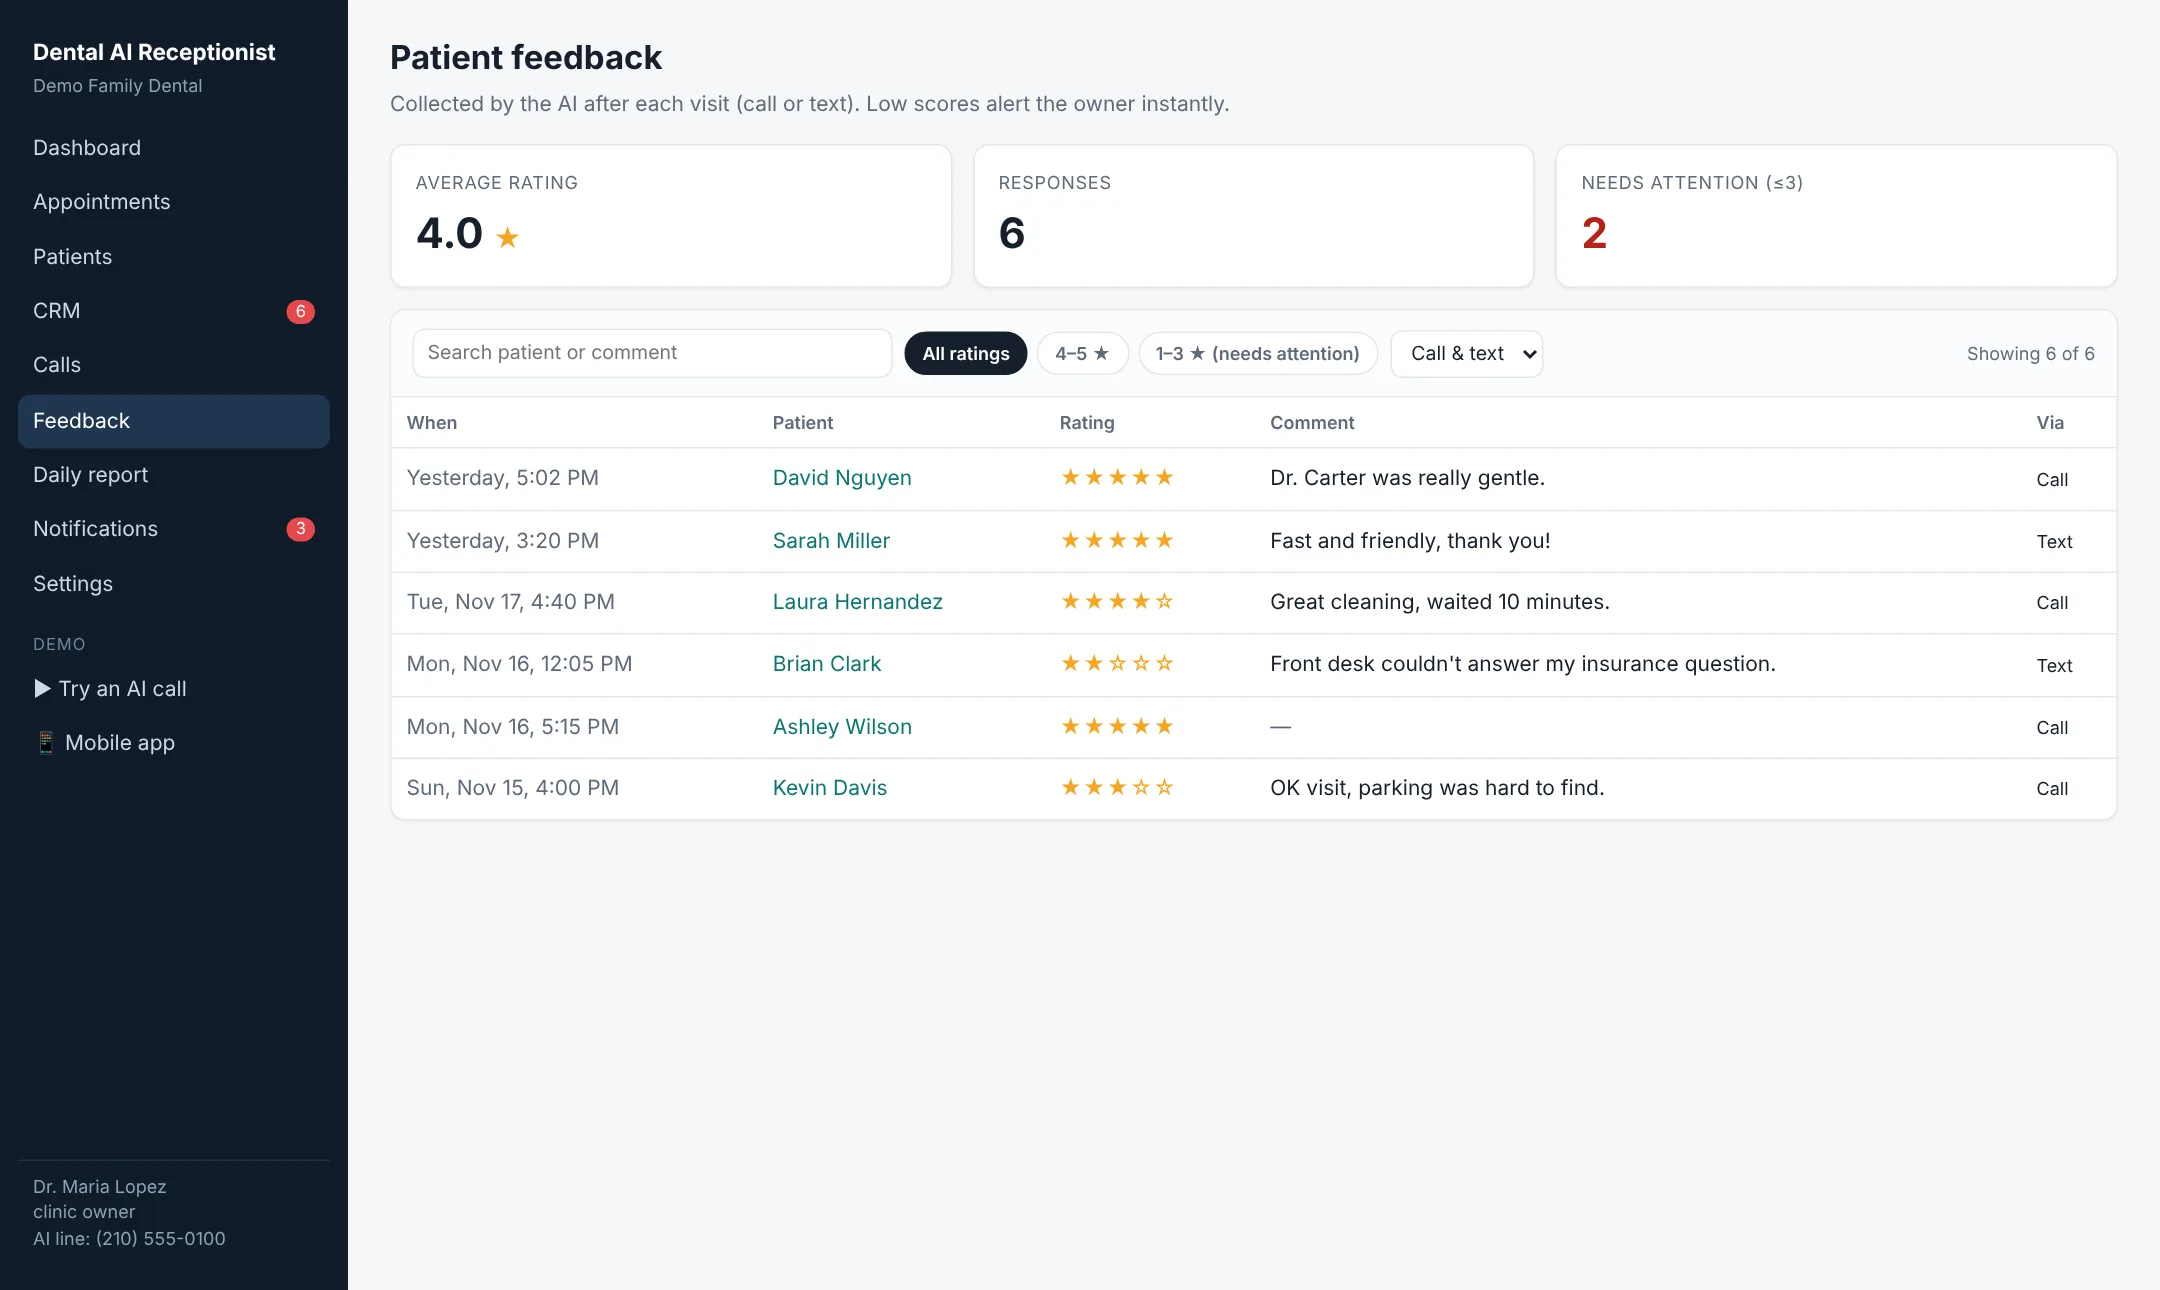 Dental AI Receptionist
Demo Family Dental
Dashboard
Appointments
Patients
CRM 6
Calls
Feedback
Daily report
Notifications 3
Settings
DEMO
▶ Try an AI call
📱 Mobile app
Dr. Maria Lopez
clinic owner
AI line: (210) 555-0100
Patient feedback
Collected by the AI after each visit (call or text). Low scores alert the owner instantly.
AVERAGE RATING
4.0 ★
RESPONSES
6
NEEDS ATTENTION (≤3)
2
Search patient or comment All ratings 4–5 ★ 1–3 ★ (needs attention) Call & text Showing 6 of 6
When Patient Rating Comment Via
Yesterday, 5:02 PM David Nguyen ★★★★★ Dr. Carter was really gentle. Call
Yesterday, 3:20 PM Sarah Miller ★★★★★ Fast and friendly, thank you! Text
Tue, Nov 17, 4:40 PM Laura Hernandez ★★★★☆ Great cleaning, waited 10 minutes. Call
Mon, Nov 16, 12:05 PM Brian Clark ★★☆☆☆ Front desk couldn't answer my insurance question. Text
Mon, Nov 16, 5:15 PM Ashley Wilson ★★★★★ — Call
Sun, Nov 15, 4:00 PM Kevin Davis ★★★☆☆ OK visit, parking was hard to find. Call